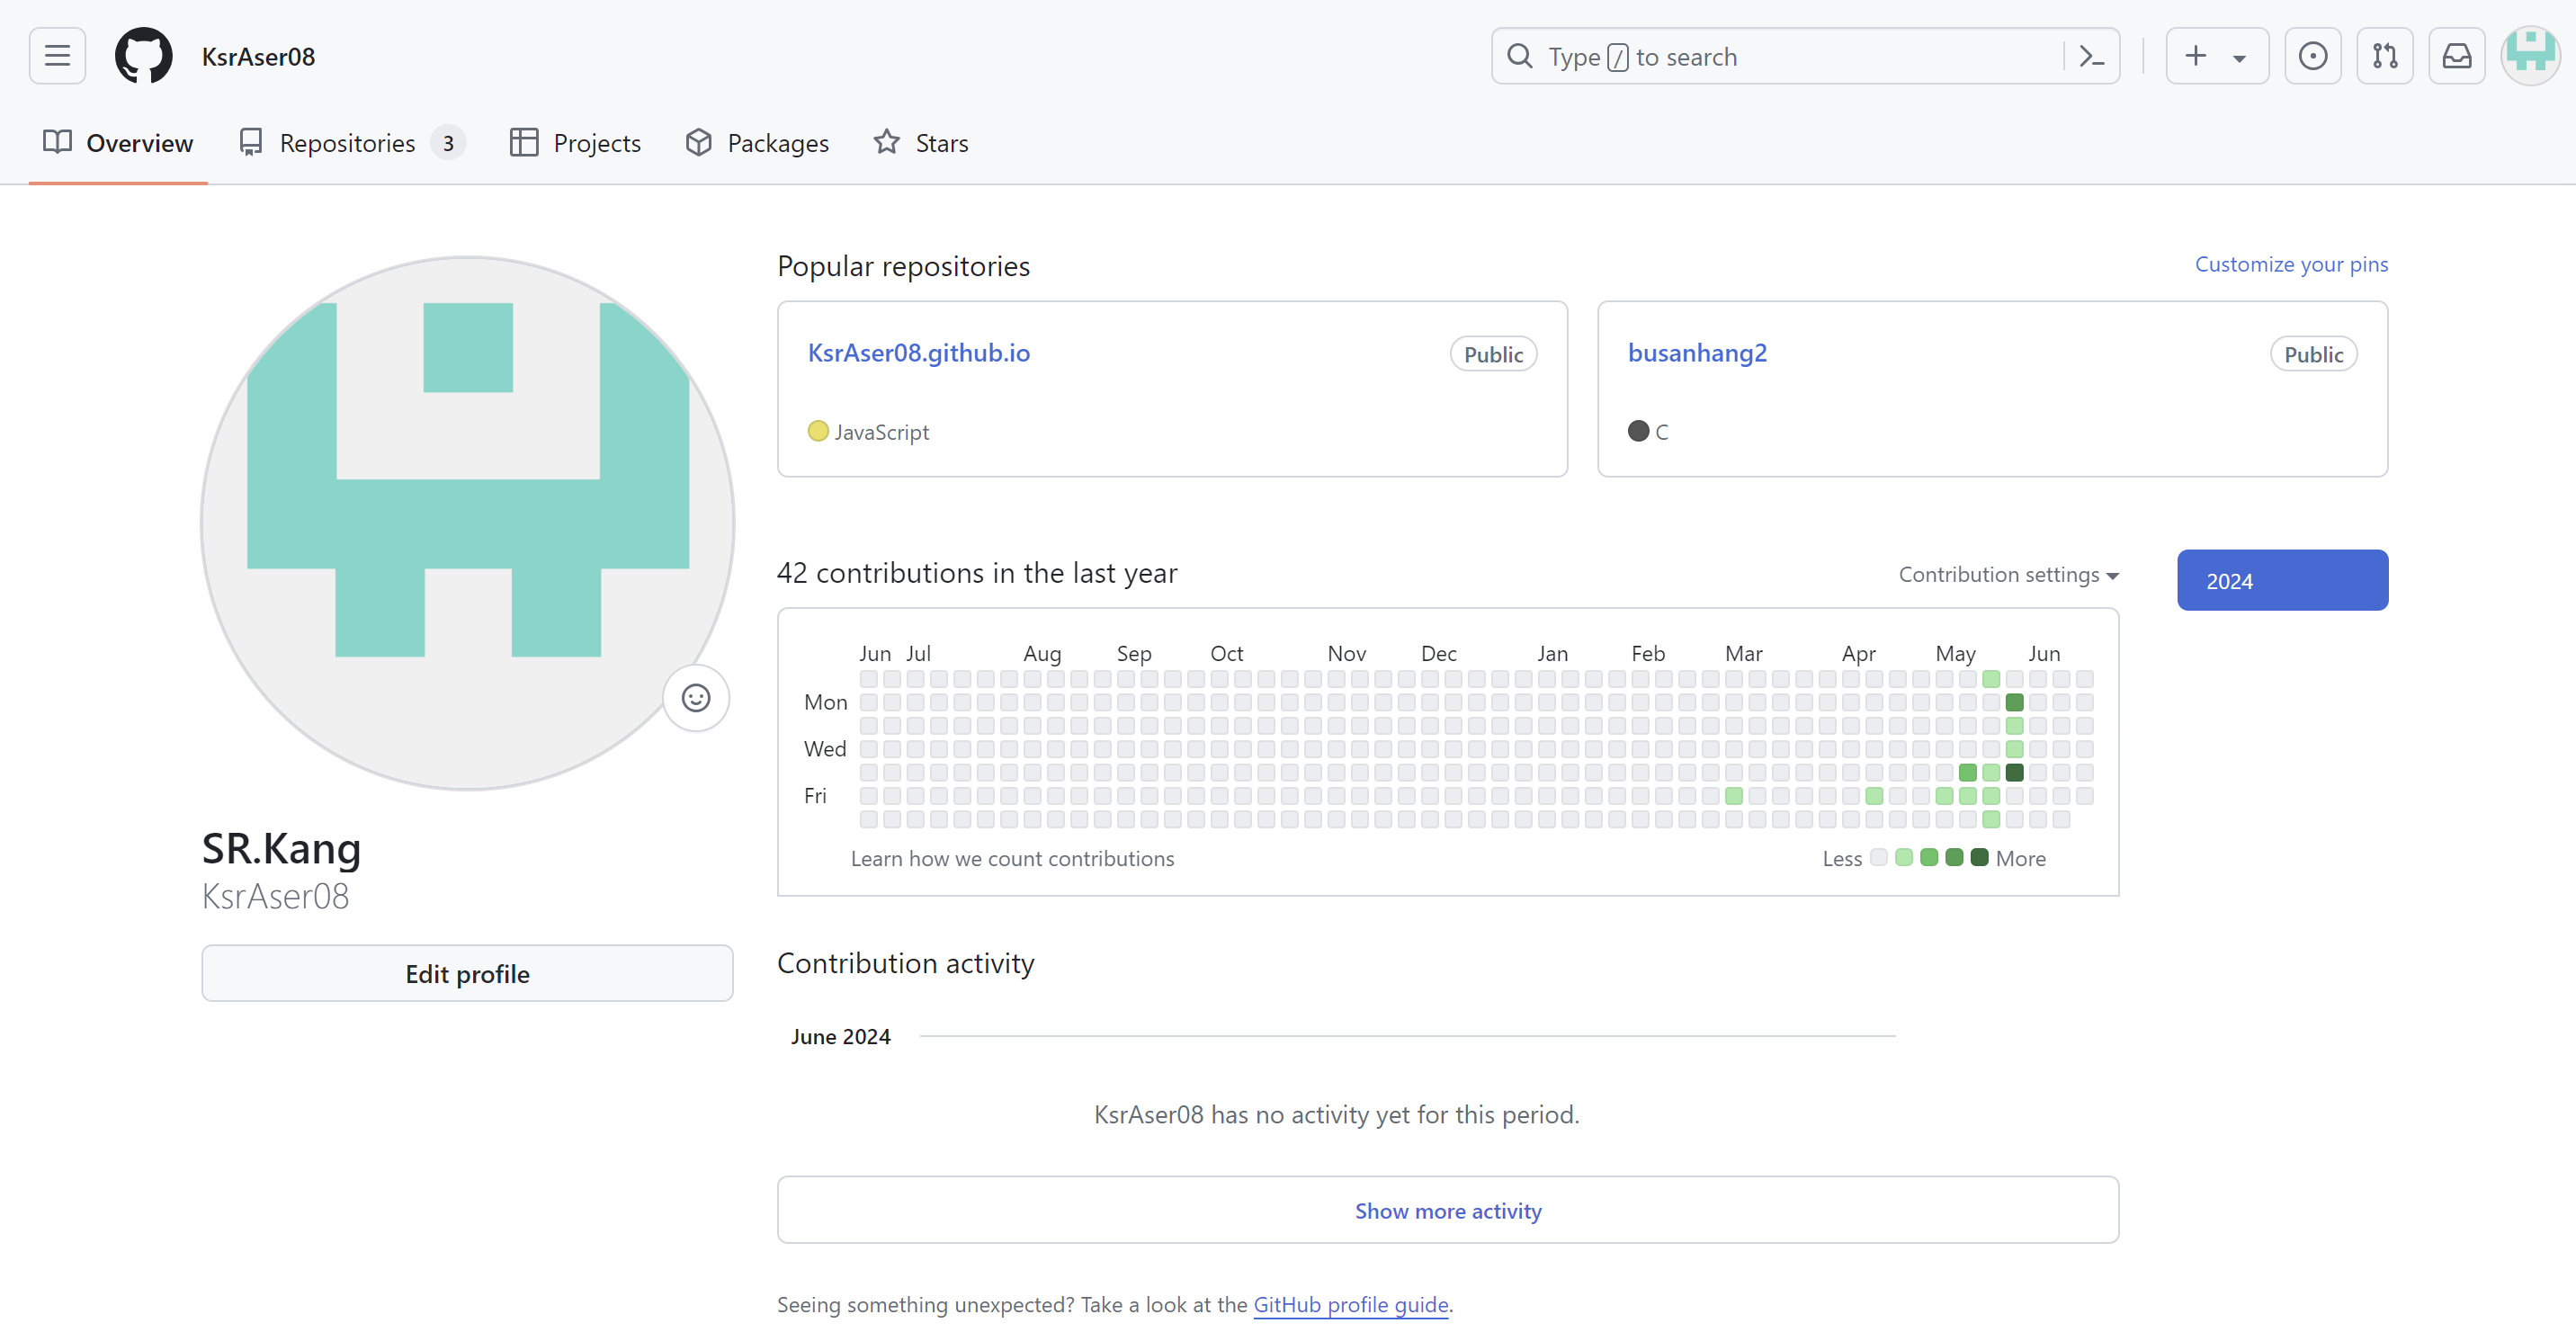 KsrAser08
Type / to search
Overview
Repositories 3
Projects
Packages
Stars
Popular repositories
Customize your pins
KsrAser08.github.io
Public
JavaScript
busanhang2
Public
C
42 contributions in the last year
Contribution settings
2024
Jun Jul Aug Sep Oct Nov Dec Jan Feb Mar Apr May Jun
Mon
Wed
Fri
Learn how we count contributions
Less More
SR.Kang
KsrAser08
Edit profile
Contribution activity
June 2024
KsrAser08 has no activity yet for this period.
Show more activity
Seeing something unexpected? Take a look at the GitHub profile guide.